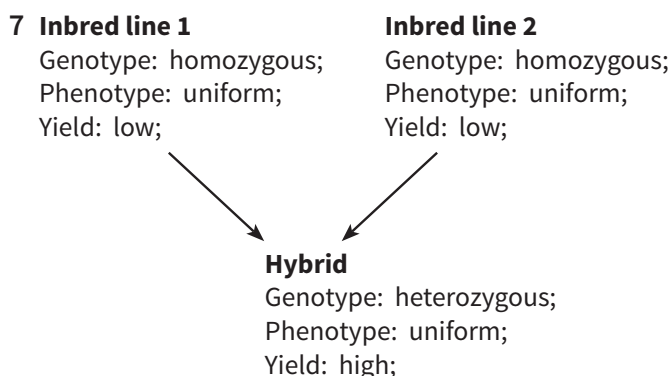 7 Inbred line 1
Genotype: homozygous;
Phenotype: uniform;
Yield: low;
Inbred line 2
Genotype: homozygous;
Phenotype: uniform;
Yield: low;
Hybrid
Genotype: heterozygous;
Phenotype: uniform;
Yield: high;